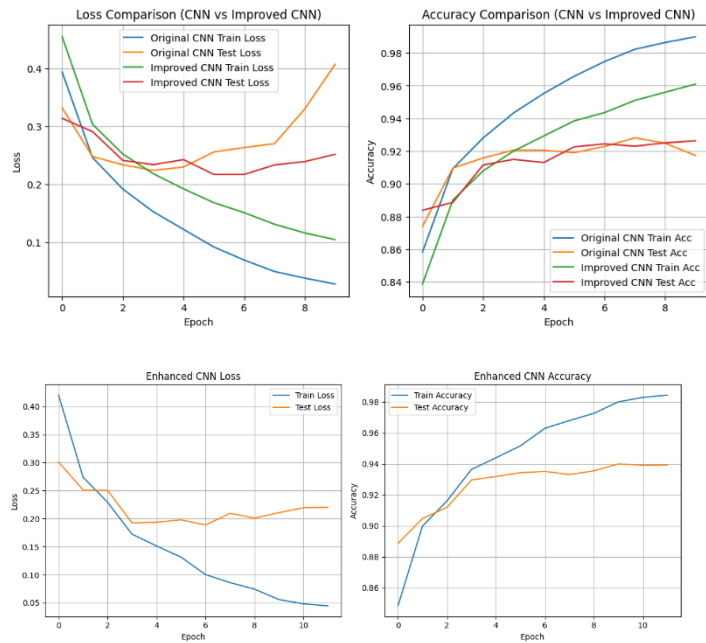 Loss Comparison (CNN vs Improved CNN)
Original CNN Train Loss
Original CNN Test Loss
Improved CNN Train Loss
Improved CNN Test Loss
Loss
0.4
0.3
0.2
0.1
0 2 4 6 8
Epoch
Accuracy Comparison (CNN vs Improved CNN)
Accuracy
0.98
0.96
0.94
0.92
0.90
0.88
0.86
0.84
Original CNN Train Acc
Original CNN Test Acc
Improved CNN Train Acc
Improved CNN Test Acc
0 2 4 6 8
Epoch
Enhanced CNN Loss
Train Loss
Test Loss
Loss
0.40
0.35
0.30
0.25
0.20
0.15
0.10
0.05
0 2 4 6 8 10
Epoch
Enhanced CNN Accuracy
Train Accuracy
Test Accuracy
Accuracy
0.98
0.96
0.94
0.92
0.90
0.88
0.86
0 2 4 6 8 10
Epoch